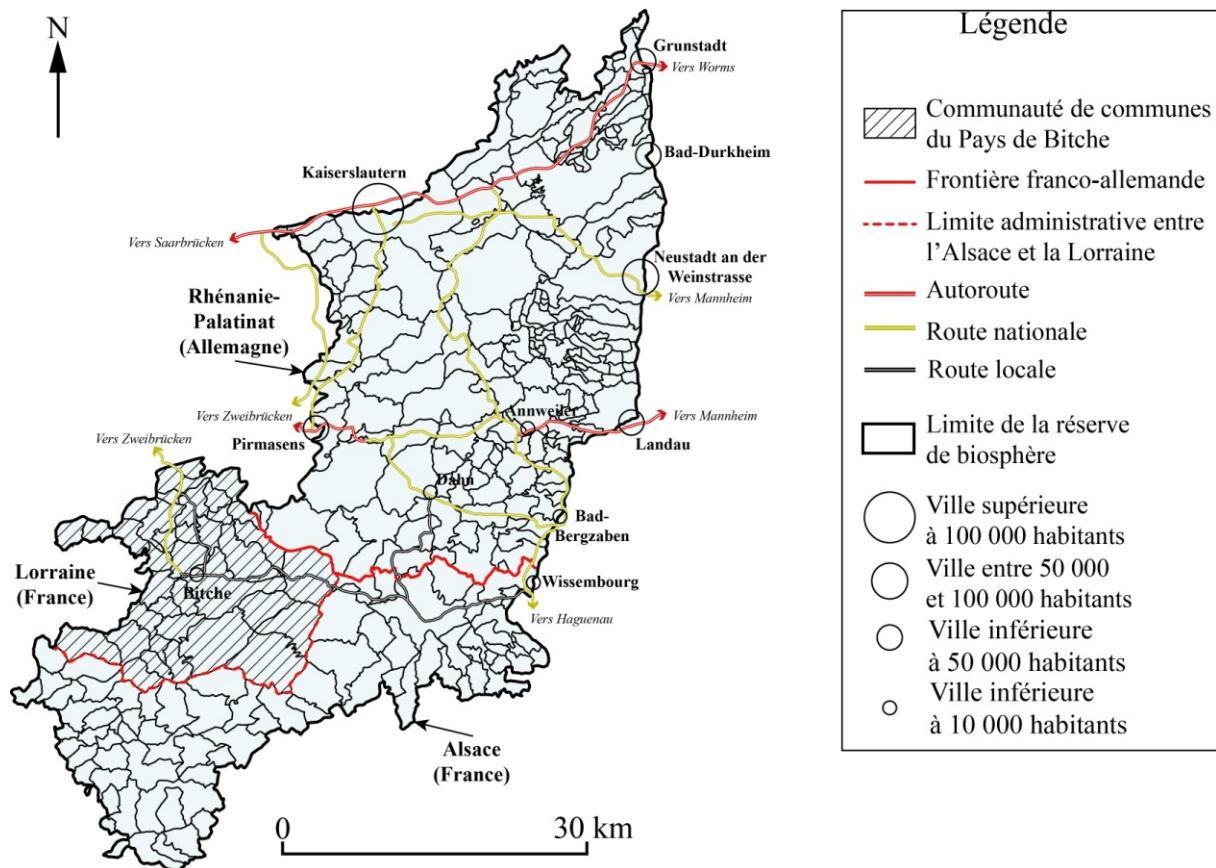 N
Grunstadt
Vers Worms
Bad-Durkheim
Kaiserslautern
Vers Saarbrücken
Neustadt an der
Weinstrasse
Vers Mannheim
Rhénanie-
Palatinat
(Allemagne)
Vers Zweibrücken
Annweiler
Vers Mannheim
Pirmasens
Landau
Vers Zweibrücken
Dahn
Bad-
Bergzaben
Lorraine
(France)
Bitche
Wissembourg
Vers Haguenau
Alsace
(France)
0
30 km
Légende
Communauté de communes
du Pays de Bitche
Frontière franco-allemande
Limite administrative entre
l'Alsace et la Lorraine
Autoroute
Route nationale
Route locale
Limite de la réserve
de biosphère
Ville supérieure
à 100 000 habitants
Ville entre 50 000
et 100 000 habitants
Ville inférieure
à 50 000 habitants
Ville inférieure
à 10 000 habitants